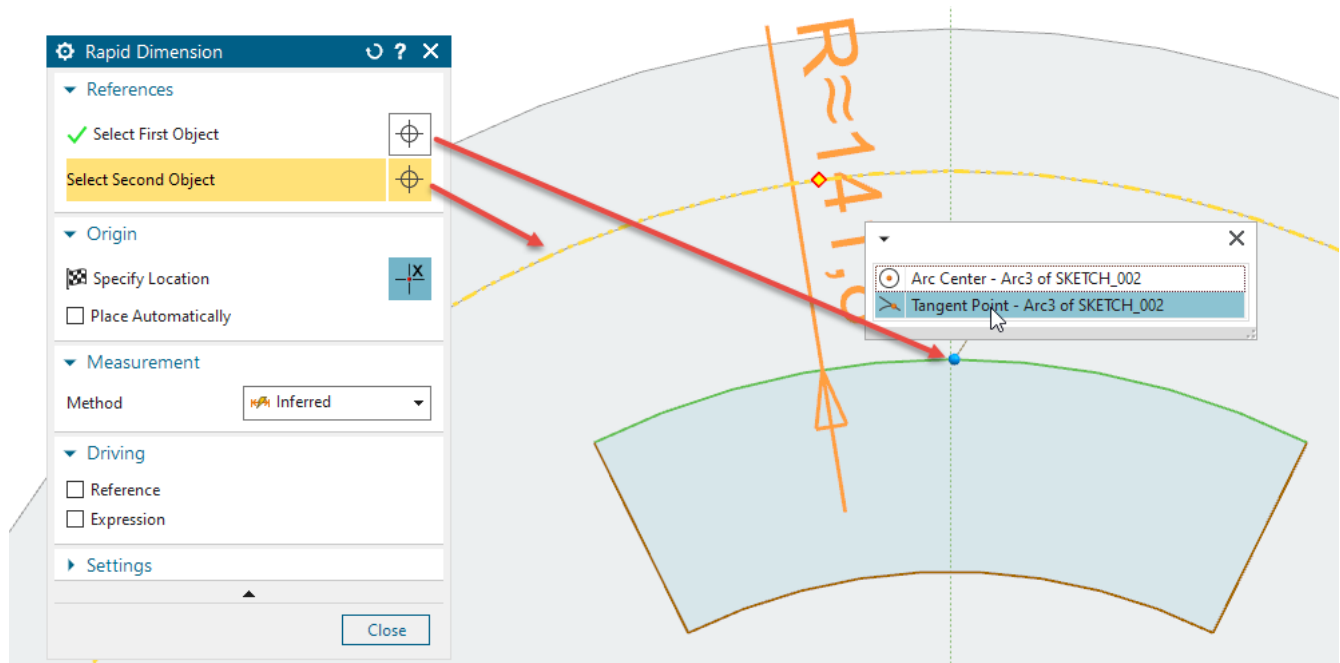 Rapid Dimension
References
Select First Object
Select Second Object
Origin
Specify Location
Place Automatically
Measurement
Method
Inferred
Driving
Reference
Expression
Settings
Close
R≈14
Arc Center - Arc3 of SKETCH_002
Tangent Point - Arc3 of SKETCH_002